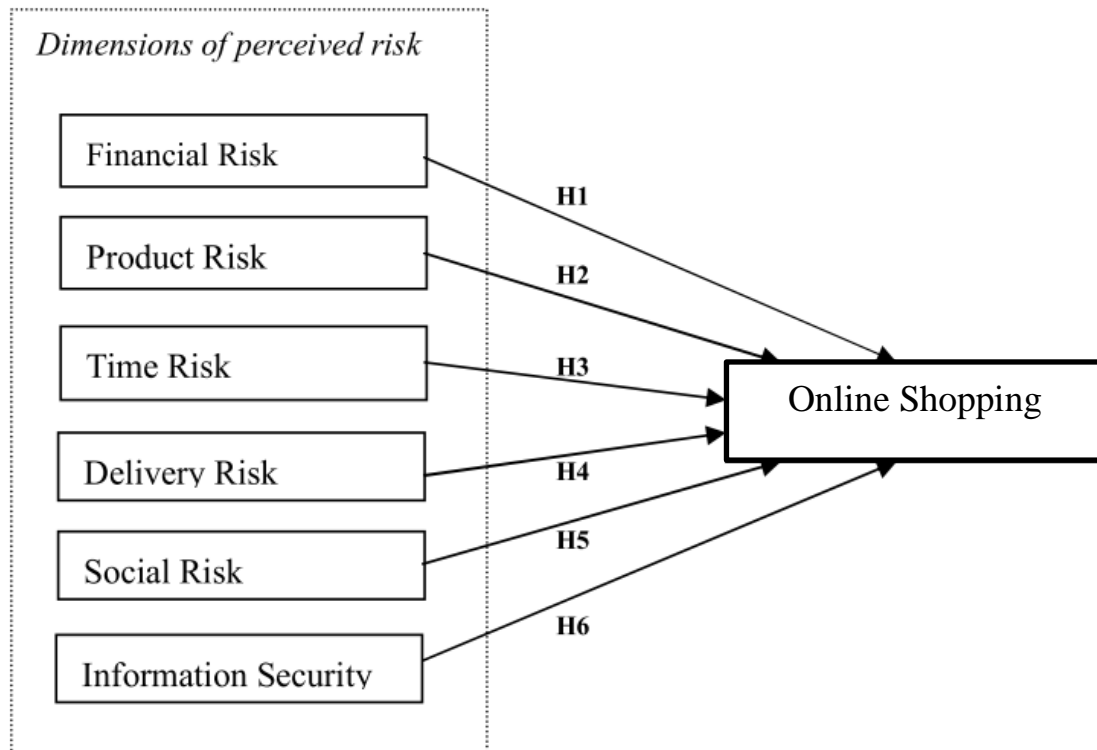 Dimensions of perceived risk
Financial Risk
H1
Product Risk
H2
Time Risk
H3
Online Shopping
Delivery Risk
H4
Social Risk
H5
Information Security
H6